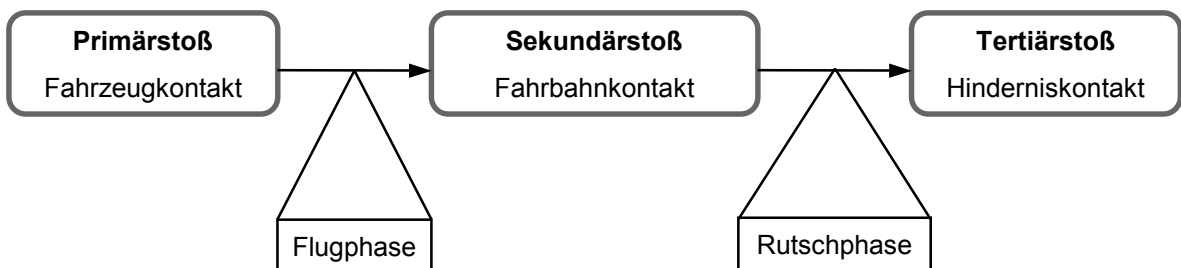 Primärstoß
Fahrzeugkontakt
Sekundärstoß
Fahrbahnkontakt
Tertiärstoß
Hinderniskontakt
Flugphase
Rutschphase